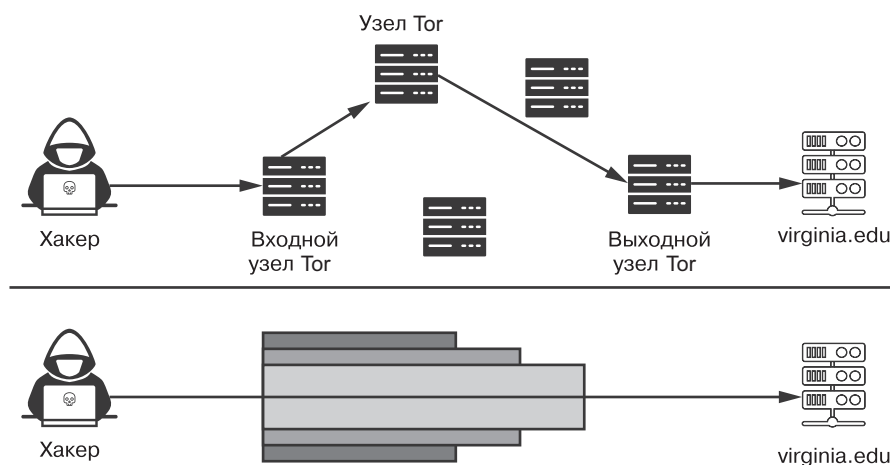 Узел Tor
Хакер
Входной
узел Tor
Выходной
узел Tor
virginia.edu
Хакер
virginia.edu